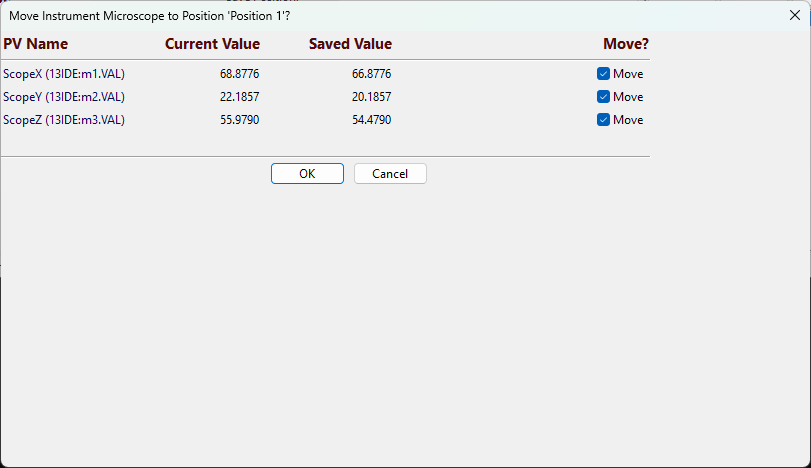 Move Instrument Microscope to Position 'Position 1'?
PV Name Current Value Saved Value Move?
ScopeX (13IDE:m1.VAL) 68.8776 66.8776 Move
ScopeY (13IDE:m2.VAL) 22.1857 20.1857 Move
ScopeZ (13IDE:m3.VAL) 55.9790 54.4790 Move
OK Cancel